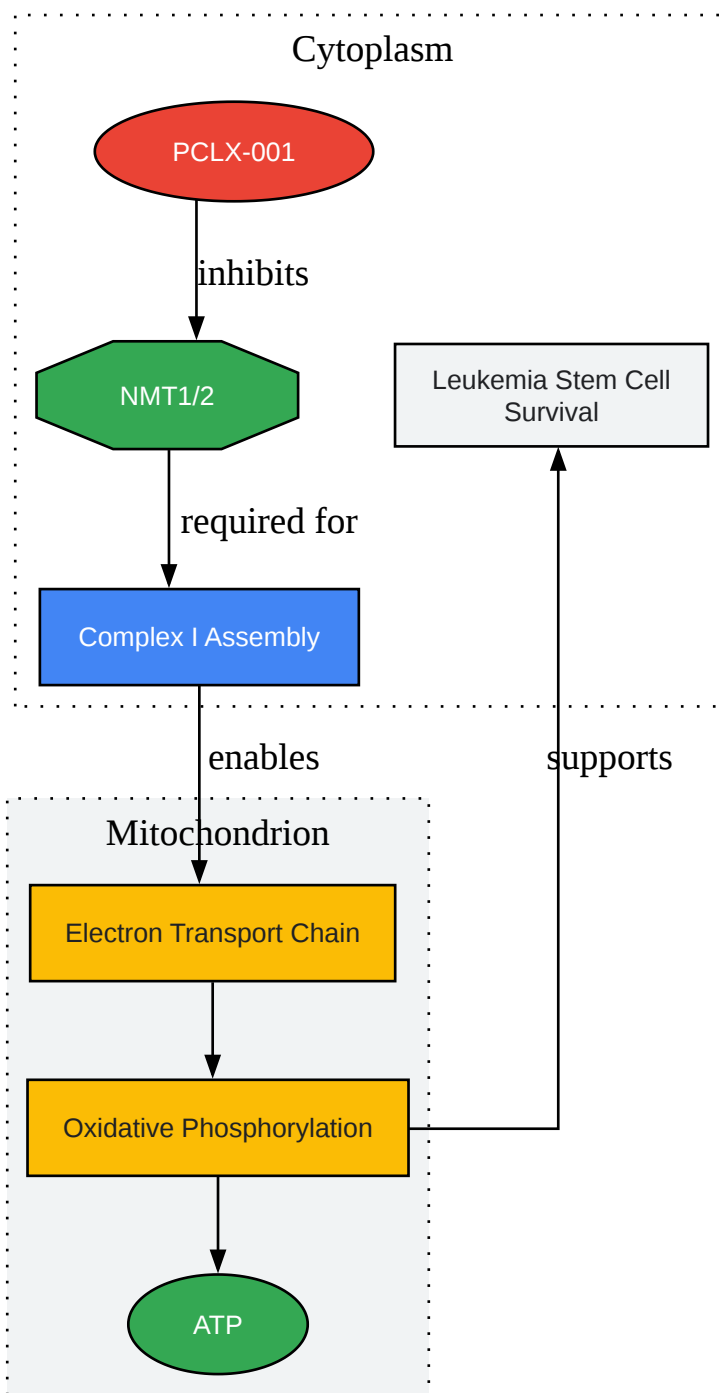 Cytoplasm
PCLX-001
inhibits
NMT1/2
Leukemia Stem Cell
Survival
required for
Complex I Assembly
enables
supports
Mitochondrion
Electron Transport Chain
Oxidative Phosphorylation
ATP